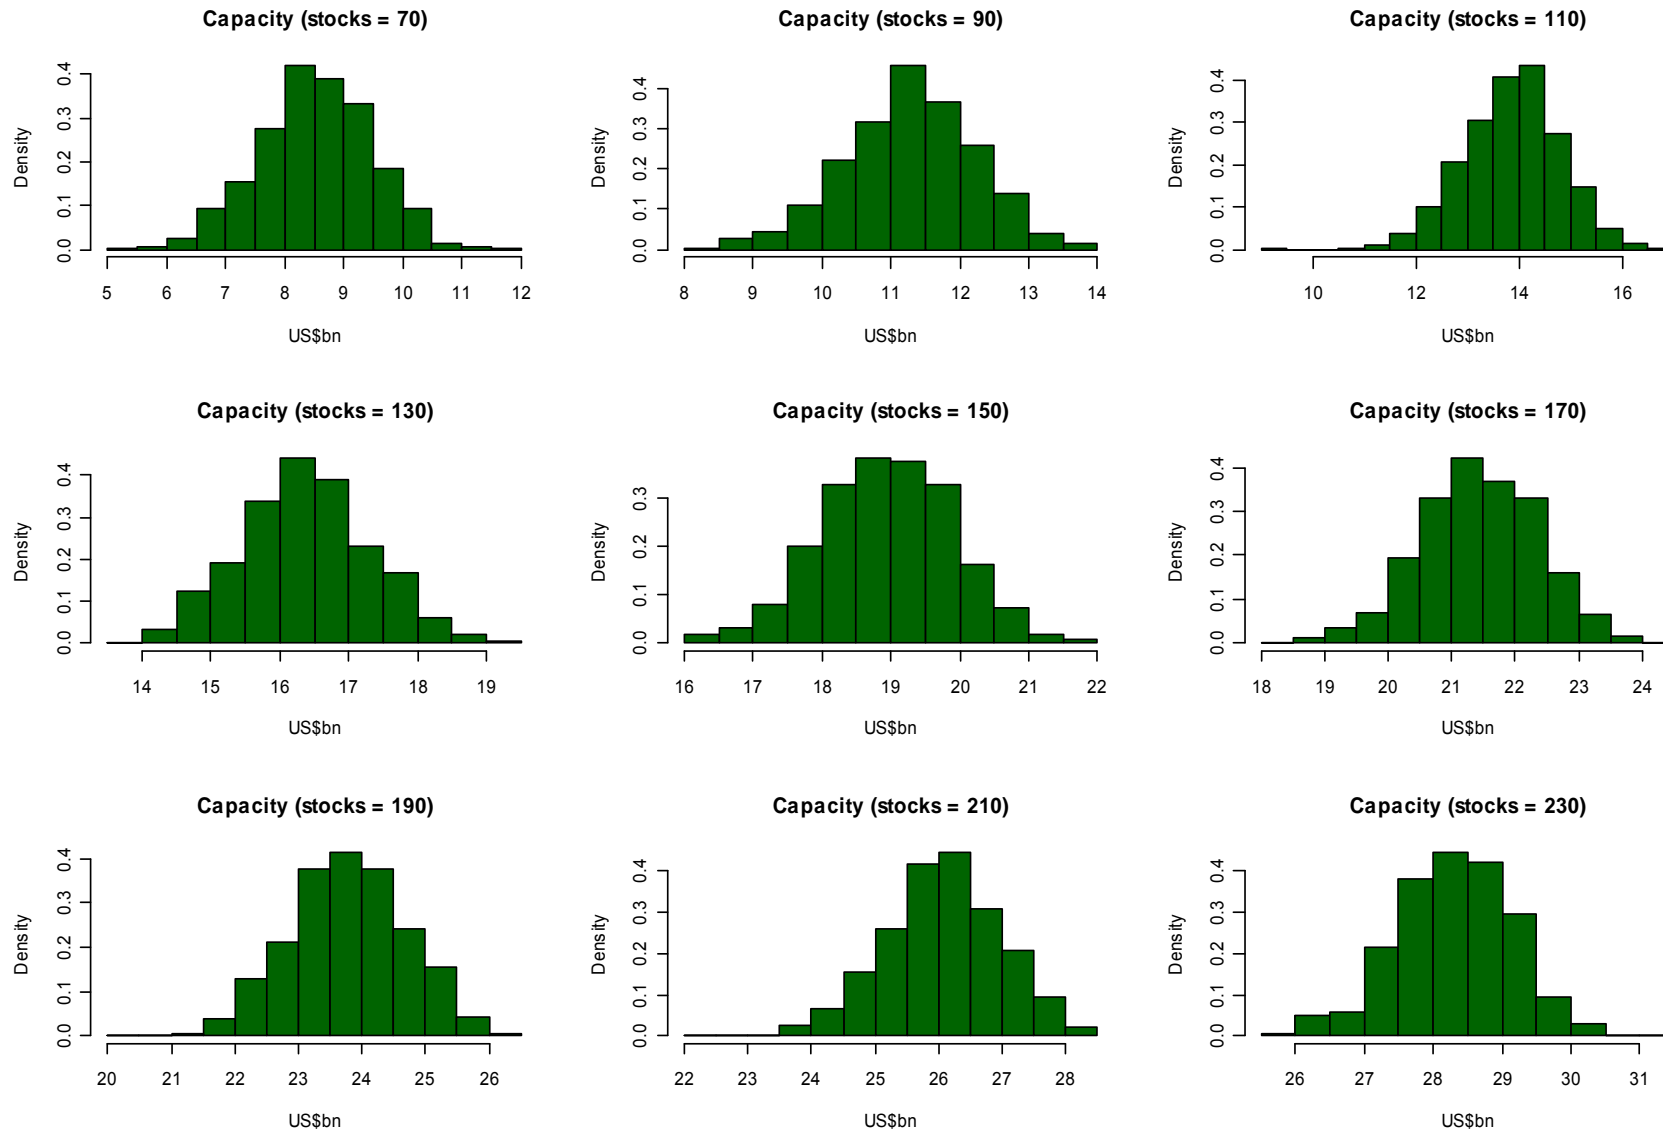 Capacity (stocks = 70)
Density
0.0 0.1 0.2 0.3 0.4
5 6 7 8 9 10 11 12
US$bn
Capacity (stocks = 90)
Density
0.0 0.1 0.2 0.3 0.4
8 9 10 11 12 13 14
US$bn
Capacity (stocks = 110)
Density
0.0 0.1 0.2 0.3 0.4
10 12 14 16
US$bn
Capacity (stocks = 130)
Density
0.0 0.1 0.2 0.3 0.4
14 15 16 17 18 19
US$bn
Capacity (stocks = 150)
Density
0.0 0.1 0.2 0.3
16 17 18 19 20 21 22
US$bn
Capacity (stocks = 170)
Density
0.0 0.1 0.2 0.3 0.4
18 19 20 21 22 23 24
US$bn
Capacity (stocks = 190)
Density
0.0 0.1 0.2 0.3 0.4
20 21 22 23 24 25 26
US$bn
Capacity (stocks = 210)
Density
0.0 0.1 0.2 0.3 0.4
22 23 24 25 26 27 28
US$bn
Capacity (stocks = 230)
Density
0.0 0.1 0.2 0.3 0.4
26 27 28 29 30 31
US$bn